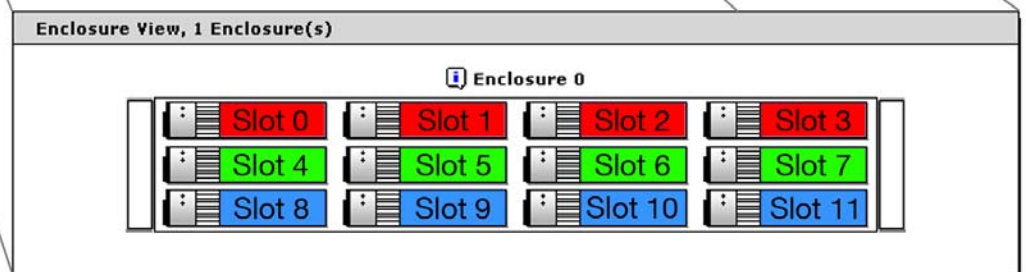 Enclosure View, 1 Enclosure(s)
Enclosure 0
Slot 0 Slot 1 Slot 2 Slot 3
Slot 4 Slot 5 Slot 6 Slot 7
Slot 8 Slot 9 Slot 10 Slot 11